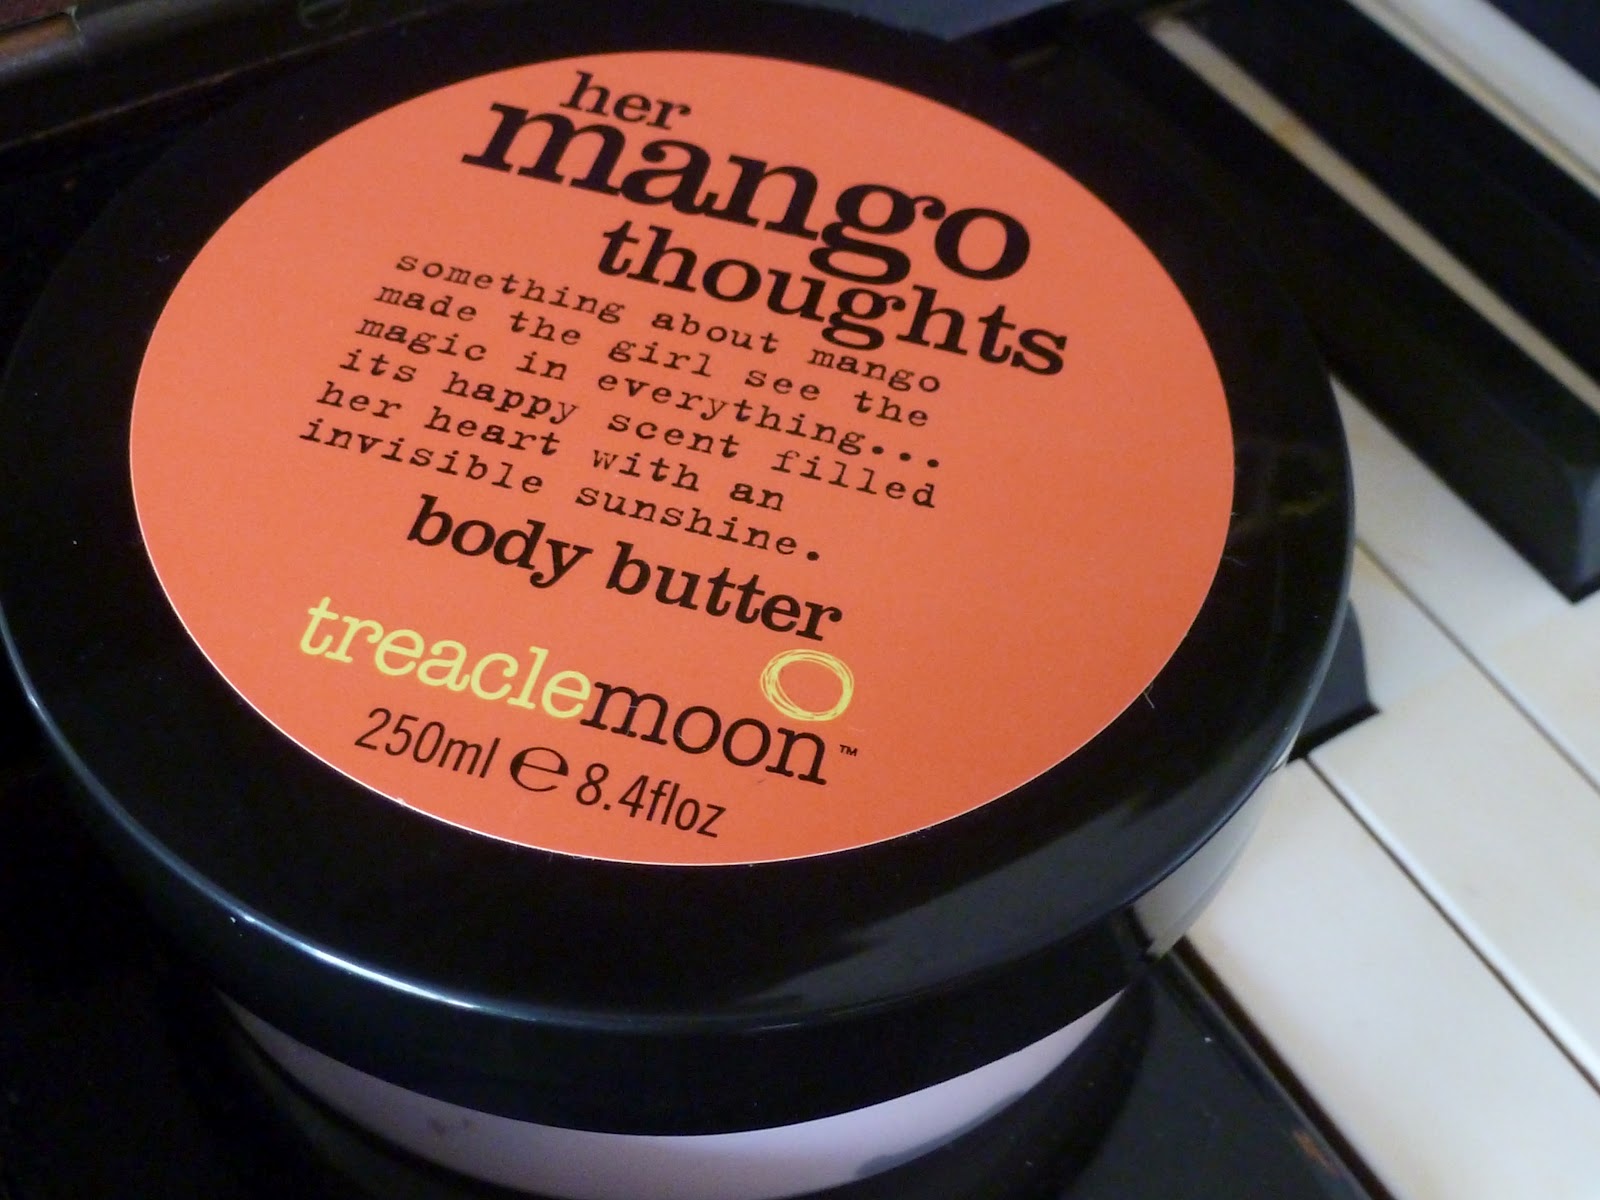 her
mango
thoughts
something about mango
made the girl see the
magic in everything...
its happy scent filled
her heart with an
invisible sunshine.
body butter
treaclemoon™
250ml ℮ 8.4floz